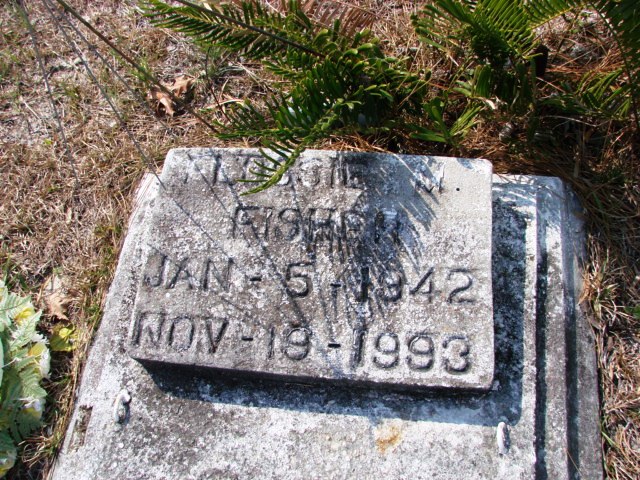 M.
FISHER
JAN - 5 - 1942
NOV - 19 - 1993